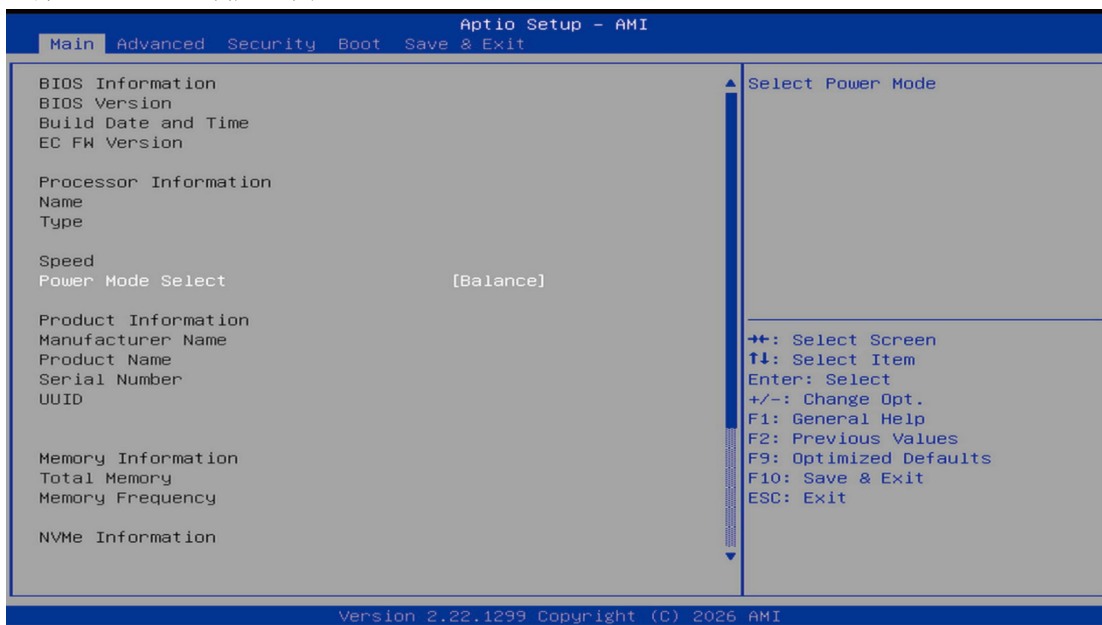 Aptio Setup - AMI
Main Advanced Security Boot Save & Exit
BIOS Information
BIOS Version
Build Date and Time
EC FW Version
Processor Information
Name
Type
Speed
Power Mode Select [Balance]
Product Information
Manufacturer Name
Product Name
Serial Number
UUID
Memory Information
Total Memory
Memory Frequency
NVMe Information
Select Power Mode
→←: Select Screen
↑↓: Select Item
Enter: Select
+/-: Change Opt.
F1: General Help
F2: Previous Values
F9: Optimized Defaults
F10: Save & Exit
ESC: Exit
Version 2.22.1299 Copyright (C) 2026 AMI